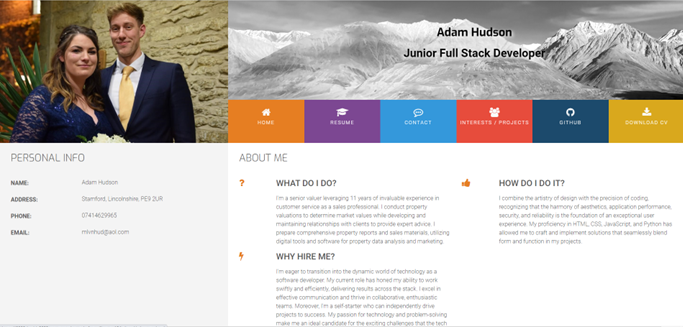 Adam Hudson
Junior Full Stack Developer
HOME
RESUME
CONTACT
INTERESTS / PROJECTS
GITHUB
DOWNLOAD CV
PERSONAL INFO
NAME: Adam Hudson
ADDRESS: Stamford, Lincolnshire, PE9 2UR
PHONE: 07414629965
EMAIL: mlvnhud@aol.com
ABOUT ME
? WHAT DO I DO?
I'm a senior valuer leveraging 11 years of invaluable experience in
customer service as a sales professional. I conduct property
valuations to determine market values while developing and
maintaining relationships with clients to provide expert advice. I
prepares comprehensive property reports and sales materials, utilizing
digital tools and software for property data analysis and marketing.
WHY HIRE ME?
I'm eager to transition into the dynamic world of technology as a
software developer. My current role has honed my ability to work
swiftly and efficiently, delivering results across the stack. I excel in
effective communication and thrive in collaborative, enthusiastic
teams. Moreover, I'm a self-starter who can independently drive
projects to success. My passion for technology and problem-solving
make me an ideal candidate for the exciting challenges that the tech
HOW DO I DO IT?
I combine the artistry of design with the precision of coding,
recognizing that the harmony of aesthetics, application performance,
security, and reliability is the foundation of an exceptional user
experience. My proficiency in HTML, CSS, JavaScript, and Python has
allowed me to craft and implement solutions that seamlessly blend
form and function in my projects.